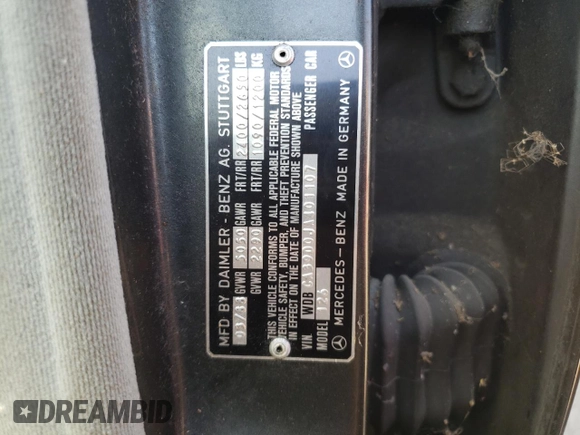 MFD BY DAIMLER - BENZ AG. STUTTGART
GVWR 5050 GAWR FRT/RR 2400/2650 LBS
GVWR 2290 GAWR FRT/RR 1090/1200 KG
THIS VEHICLE CONFORMS TO ALL APPLICABLE FEDERAL MOTOR
VEHICLE SAFETY, BUMPER, AND THEFT PREVENTION STANDARDS
IN EFFECT ON THE DATE OF MANUFACTURE SHOWN ABOVE
VIN WDB PASSENGER CAR
MODEL 123
MERCEDES-BENZ MADE IN GERMANY
DREAMBID